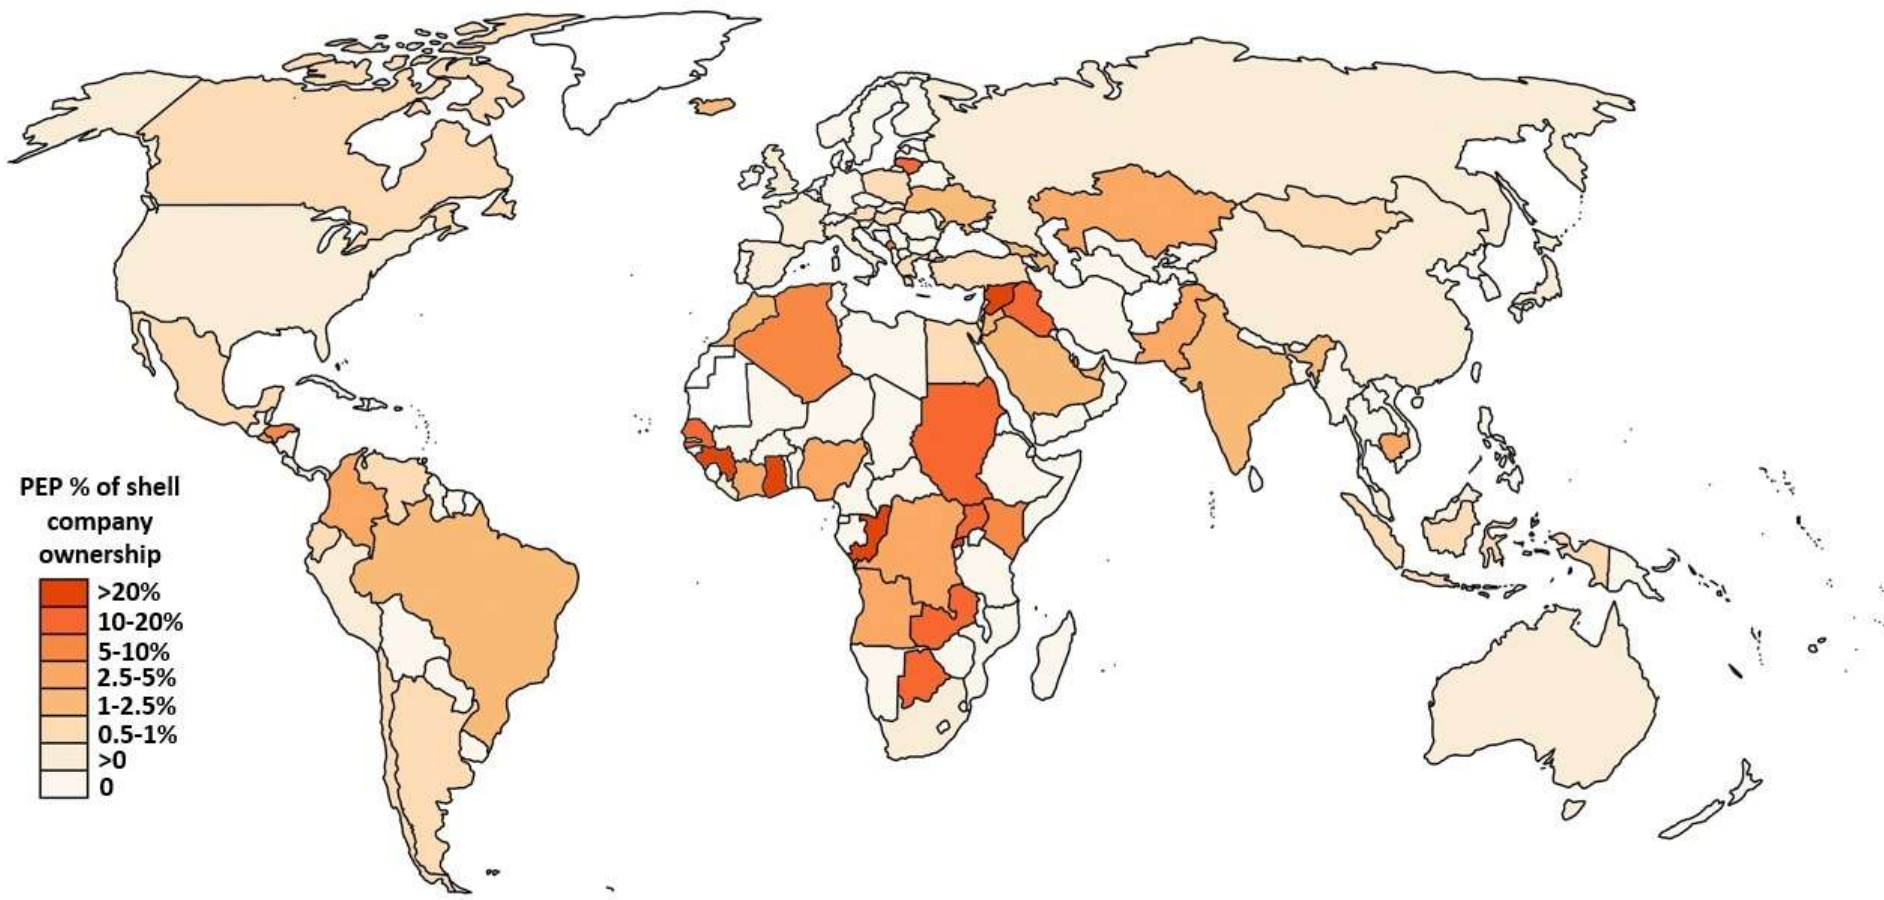 PEP % of shell
company
ownership
>20%
10-20%
5-10%
2.5-5%
1-2.5%
0.5-1%
>0
0